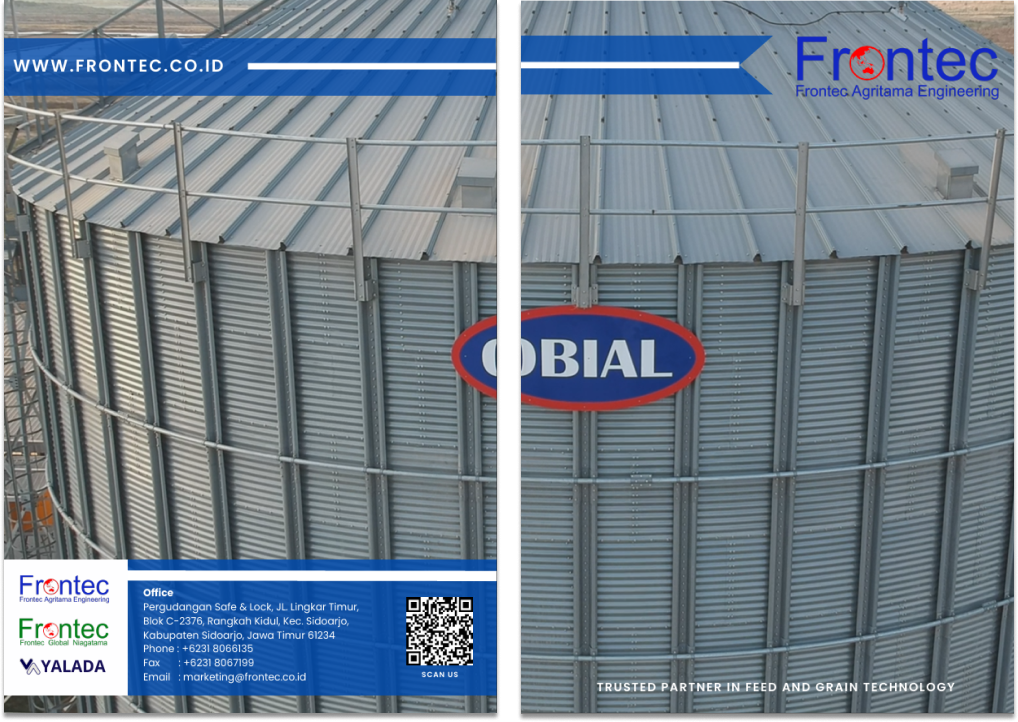 WWW.FRONTEC.CO.ID
Frontec
Frontec Agritama Engineering
OBIAL
Frontec
Frontec Agritama Engineering
Frontec
Frontec Global Niagatama
YALADA
Office
Pergudangan Safe & Lock, JL. Lingkar Timur,
Blok C-2376, Rangkah Kidul, Kec. Sidoarjo,
Kabupaten Sidoarjo, Jawa Timur 61234
Phone : +6231 8066135
Fax : +6231 8067199
Email : marketing@frontec.co.id
SCAN US
TRUSTED PARTNER IN FEED AND GRAIN TECHNOLOGY